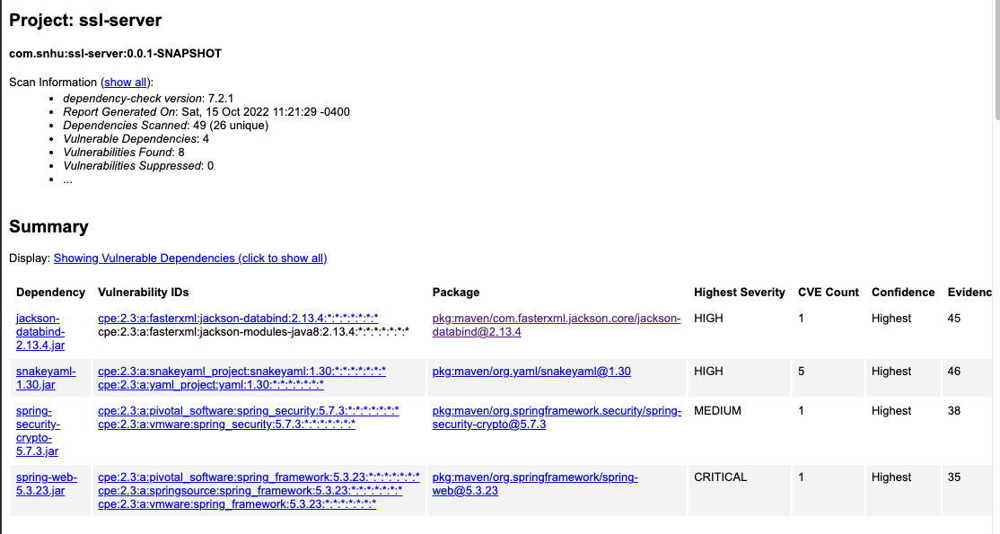 Project: ssl-server
com.snhu:ssl-server:0.0.1-SNAPSHOT
Scan Information (show all):
• dependency-check version: 7.2.1
• Report Generated On: Sat, 15 Oct 2022 11:21:29 -0400
• Dependencies Scanned: 49 (26 unique)
• Vulnerable Dependencies: 4
• Vulnerabilities Found: 8
• Vulnerabilities Suppressed: 0
• ...
Summary
Display: Showing Vulnerable Dependencies (click to show all)
Dependency Vulnerability IDs Package Highest Severity CVE Count Confidence Evidenc
jackson- cpe:2.3:a:fasterxml:jackson-databind:2.13.4:*:*:*:*:*:*:* pkg:maven/com.fasterxml.jackson.core/jackson- HIGH 1 Highest 45
databind- cpe:2.3:a:fasterxml:jackson-modules-java8:2.13.4:*:*:*:*:*:*:* databind@2.13.4
2.13.4.jar
snakeyaml- cpe:2.3:a:snakeyaml_project:snakeyaml:1.30:*:*:*:*:*:*:* pkg:maven/org.yaml/snakeyaml@1.30 HIGH 5 Highest 46
1.30.jar cpe:2.3:a:yaml_project:yaml:1.30:*:*:*:*:*:*:*
spring- cpe:2.3:a:pivotal_software:spring_security:5.7.3:*:*:*:*:*:*:* pkg:maven/org.springframework.security/spring- MEDIUM 1 Highest 38
security- cpe:2.3:a:vmware:spring_security:5.7.3:*:*:*:*:*:*:* security-crypto@5.7.3
crypto-
5.7.3.jar
spring-web- cpe:2.3:a:pivotal_software:spring_framework:5.3.23:*:*:*:*:*:*:* pkg:maven/org.springframework/spring- CRITICAL 1 Highest 35
5.3.23.jar cpe:2.3:a:springsource:spring_framework:5.3.23:*:*:*:*:*:*:* web@5.3.23
cpe:2.3:a:vmware:spring_framework:5.3.23:*:*:*:*:*:*:*